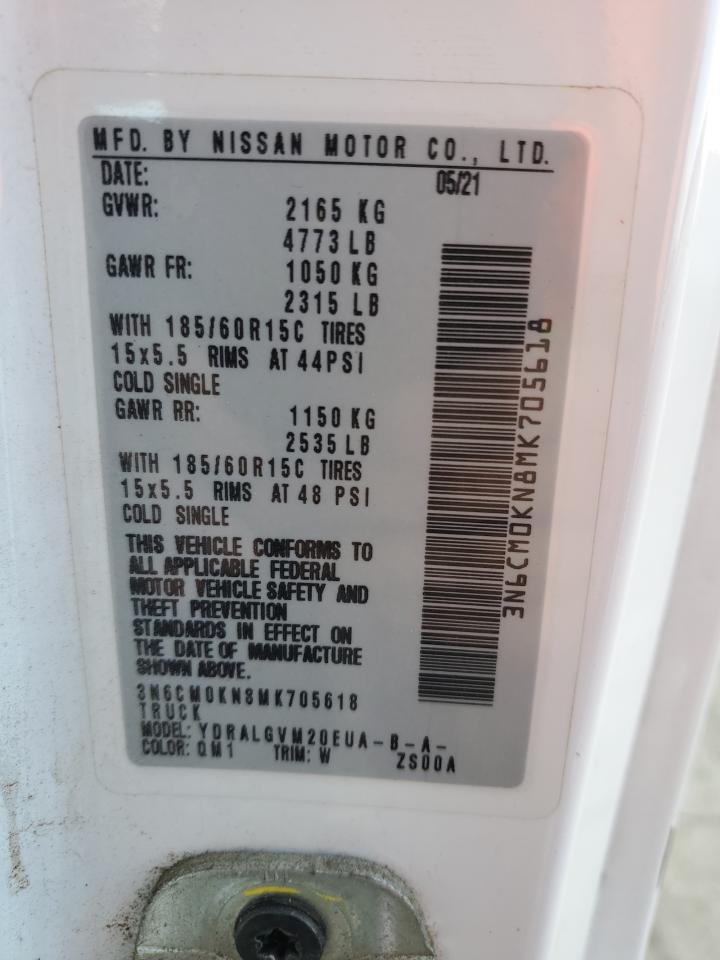 MFD. BY NISSAN MOTOR CO., LTD.
DATE: 05/21
GVWR: 2165 KG
4773 LB
GAWR FR: 1050 KG
2315 LB
WITH 185/60R15C TIRES
15x5.5 RIMS AT 44PSI
COLD SINGLE
GAWR RR: 1150 KG
2535 LB
WITH 185/60R15C TIRES
15x5.5 RIMS AT 48 PSI
COLD SINGLE
THIS VEHICLE CONFORMS TO
ALL APPLICABLE FEDERAL
MOTOR VEHICLE SAFETY AND
THEFT PREVENTION
STANDARDS IN EFFECT ON
THE DATE OF MANUFACTURE
SHOWN ABOVE.
3N6CM0KN8MK705618
TRUCK
MODEL: YDRALGVM20EUA-B-A-
COLOR: QM1 TRIM: W ZS00A
3N6CM0KN8MK705618